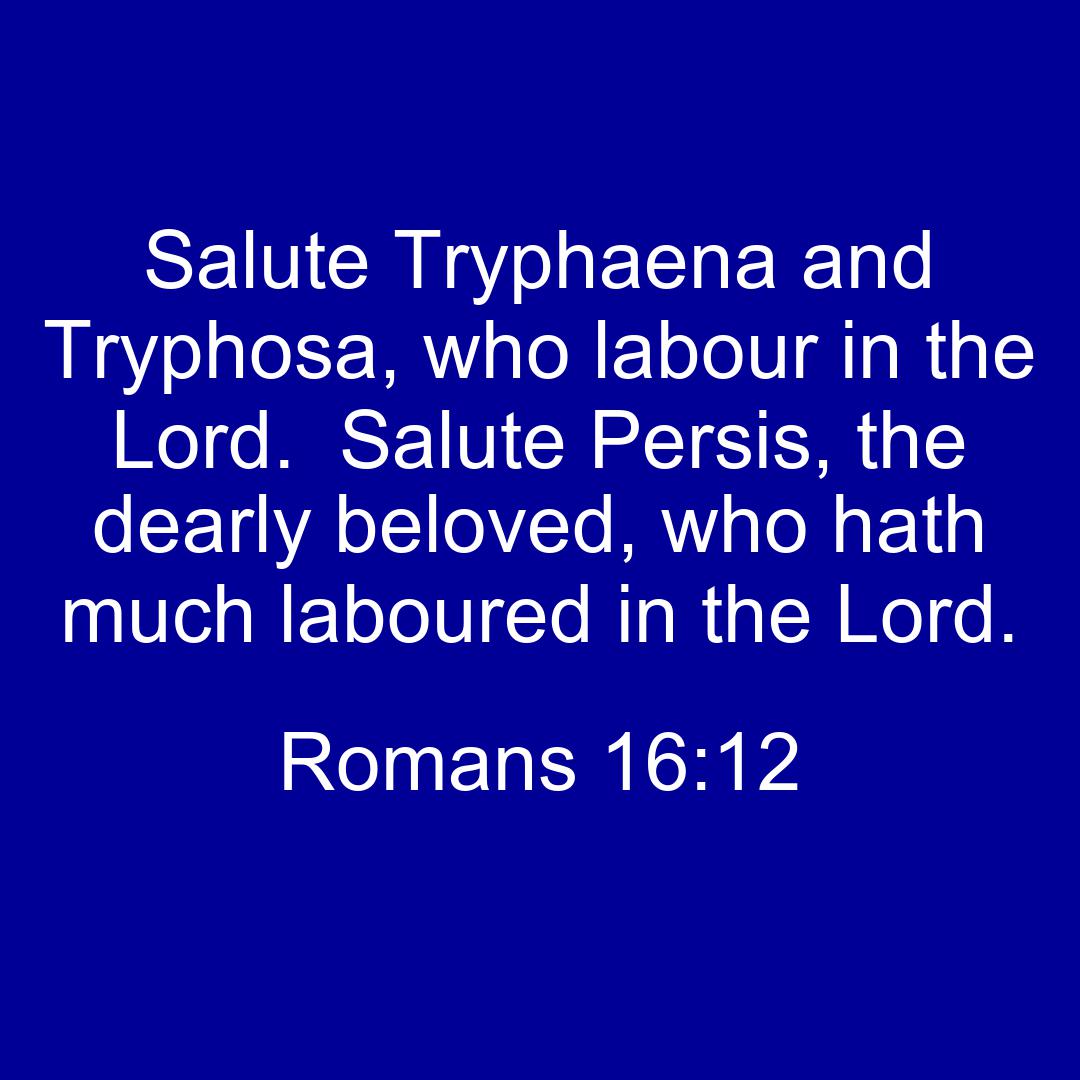 Salute Tryphaena and
Tryphosa, who labour in the
Lord.  Salute Persis, the
dearly beloved, who hath
much laboured in the Lord.
Romans 16:12